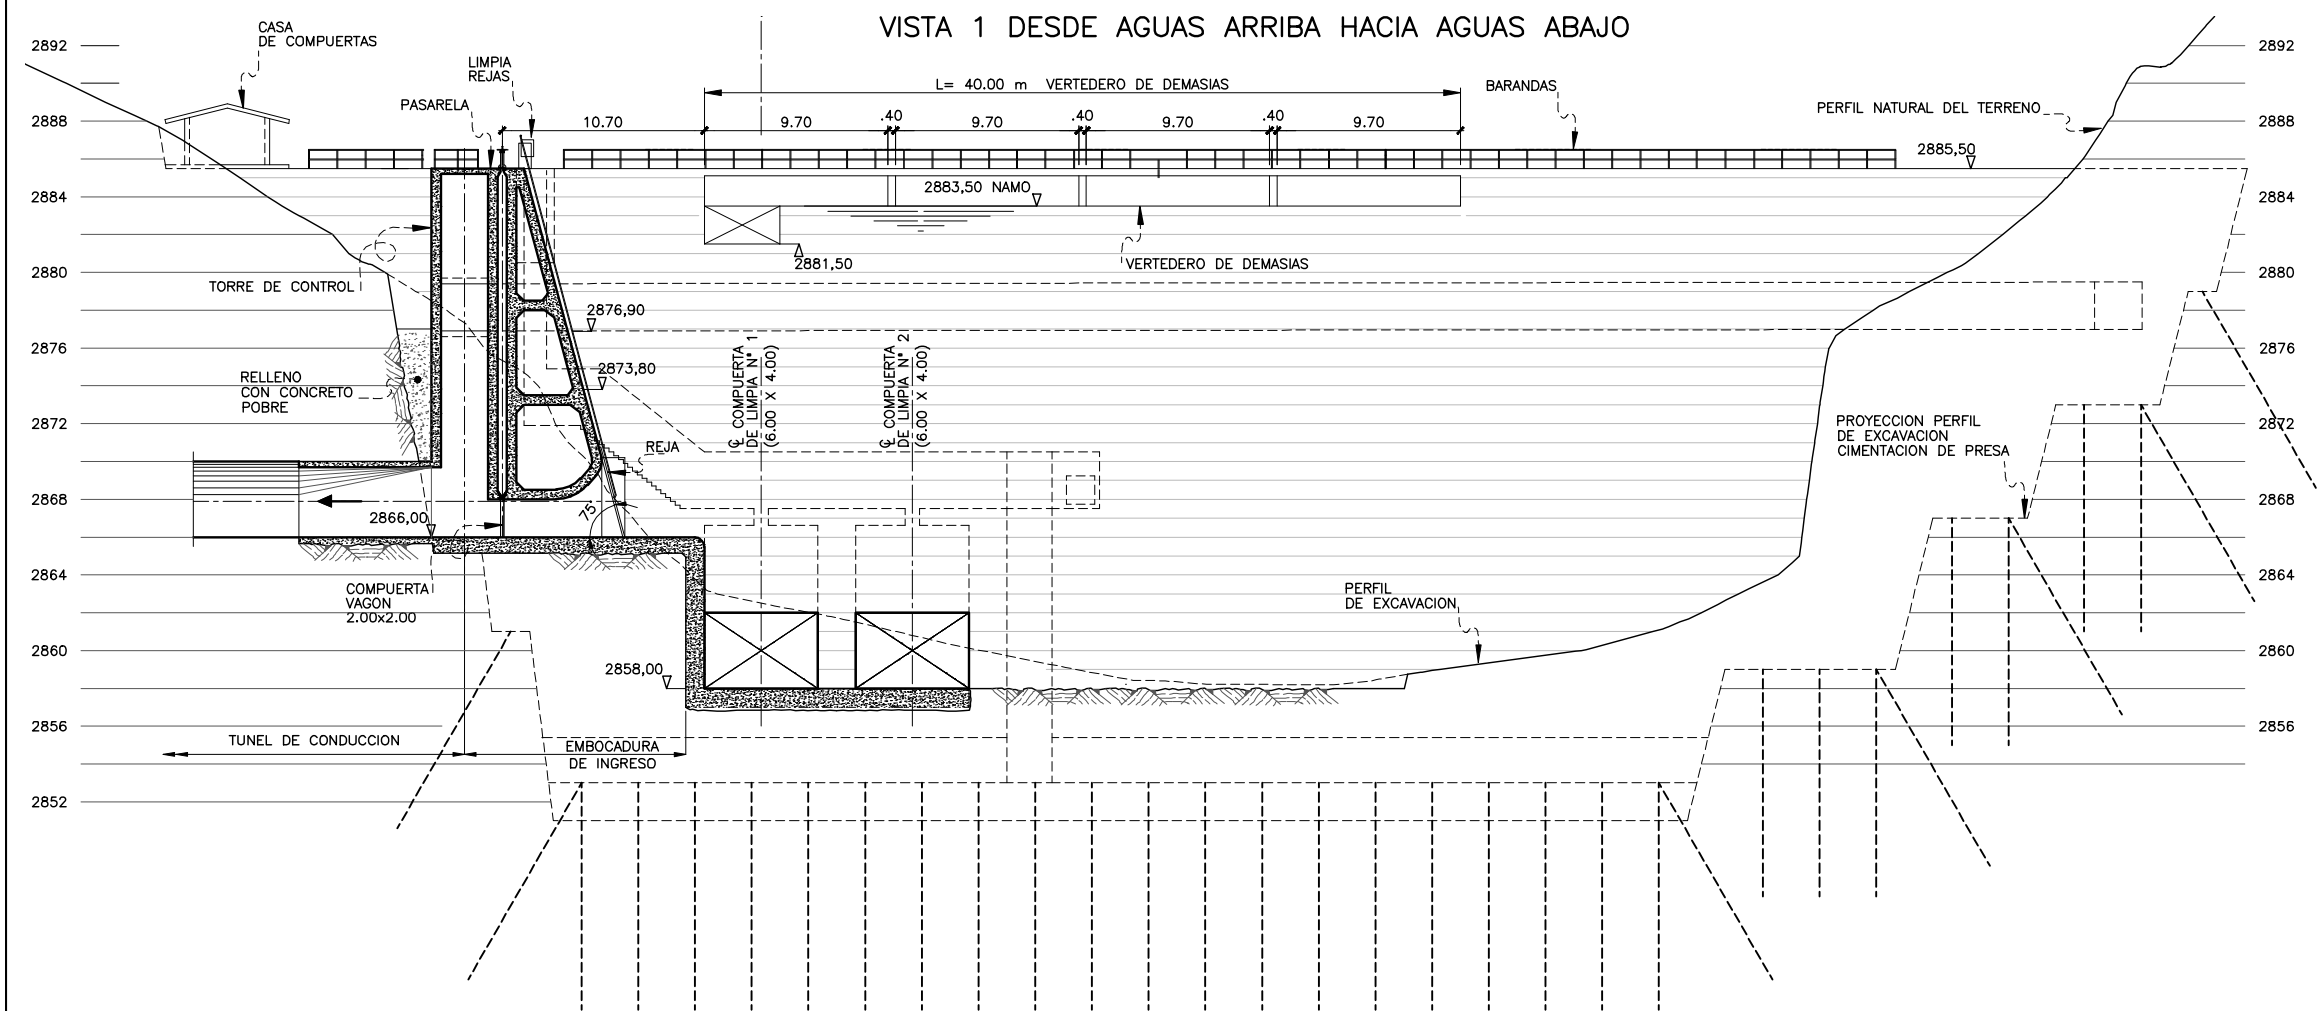 VISTA 1 DESDE AGUAS ARRIBA HACIA AGUAS ABAJO
CASA
DE COMPUERTAS
LIMPIA
REJAS
PASARELA
L= 40.00 m VERTEDERO DE DEMASIAS
BARANDAS
PERFIL NATURAL DEL TERRENO
10.70
9.70
.40
9.70
.40
9.70
.40
9.70
2885,50
2883,50 NAMO
2881,50
VERTEDERO DE DEMASIAS
TORRE DE CONTROL
2876,90
2873,80
RELLENO
CON CONCRETO
POBRE
℄ COMPUERTA
DE LIMPIA N° 1
(6.00 X 4.00)
℄ COMPUERTA
DE LIMPIA N° 2
(6.00 X 4.00)
REJA
75
PROYECCION PERFIL
DE EXCAVACION
CIMENTACION DE PRESA
2866,00
COMPUERTA
VAGON
2.00x2.00
PERFIL
DE EXCAVACION
2858,00
TUNEL DE CONDUCCION
EMBOCADURA
DE INGRESO
2892
2888
2884
2880
2876
2872
2868
2864
2860
2856
2852
2892
2888
2884
2880
2876
2872
2868
2864
2860
2856